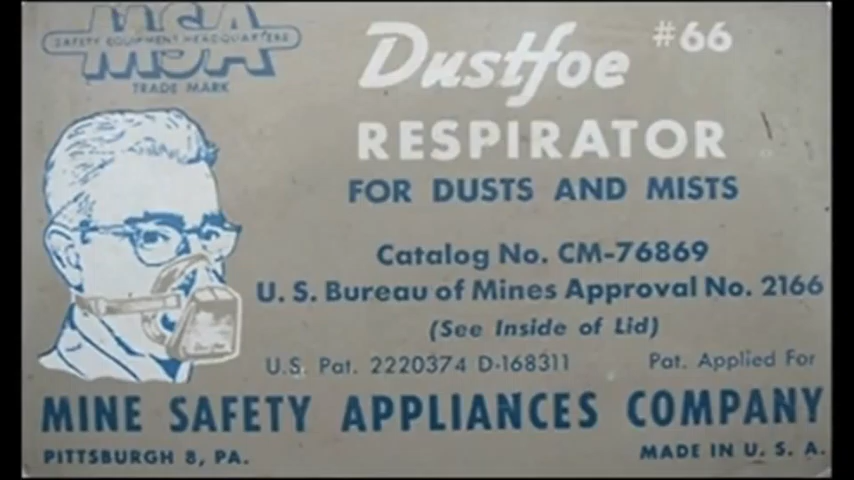 MSA
SAFETY EQUIPMENT HEADQUARTERS
TRADE MARK
Dustfoe #66
RESPIRATOR
FOR DUSTS AND MISTS
Catalog No. CM-76869
U. S. Bureau of Mines Approval No. 2166
(See Inside of Lid)
U.S. Pat. 2220374 D-168311 Pat. Applied For
MINE SAFETY APPLIANCES COMPANY
PITTSBURGH 8, PA. MADE IN U. S. A.